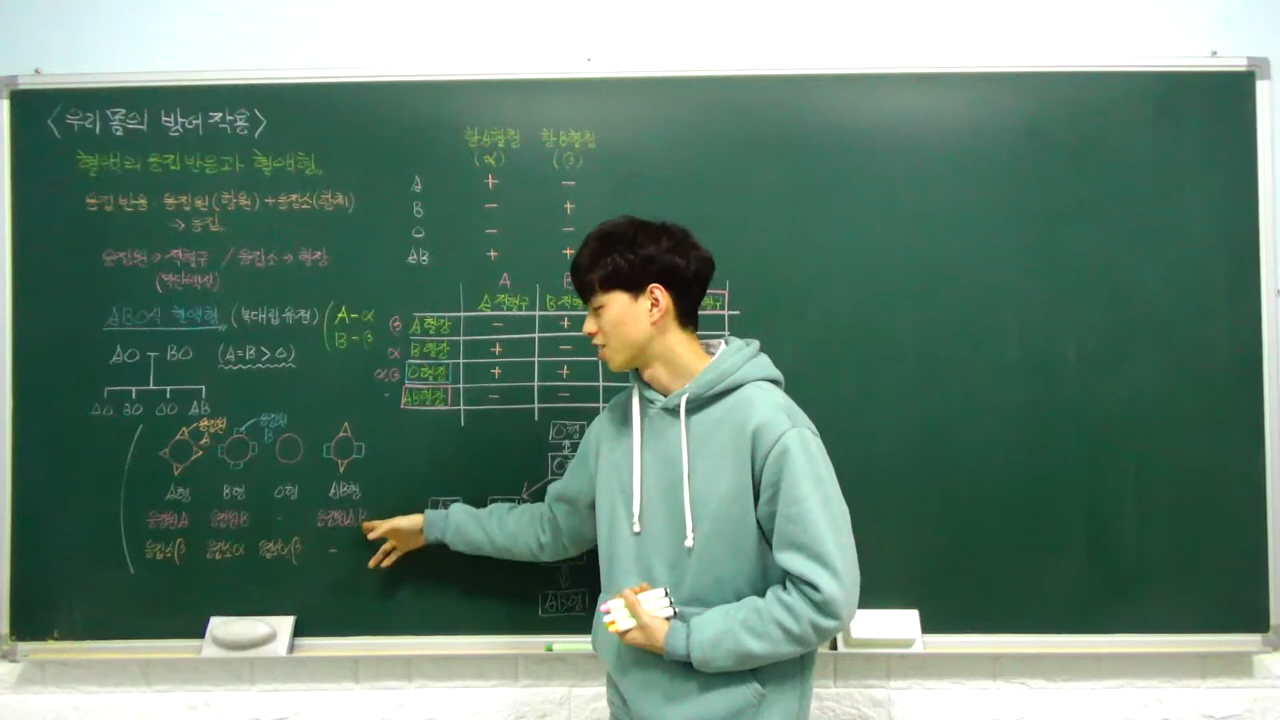 <우리 몸의 방어 작용>
혈액의 응집 반응과 혈액형
응집 반응 응집원(항원)+응집소(항체)
→ 응집
응집원→적혈구 / 응집소→혈장
ABO식 혈액형 (복대립유전)
A-α
B-β
AO BO (A=B>O)
AO BO OO AB
응집원 A
응집원 B
A형 B형 O형 AB형
응집원A 응집원B - 응집원A,B
응집소β 응집소α 응집소α,β -
항A혈청 항B혈청
(α) (β)
A + -
B - +
O - -
AB + +
A B
A적혈구
β A혈장 - +
α B혈장 + -
α,β O혈장 + +
- AB혈장 - -
O형
AB형